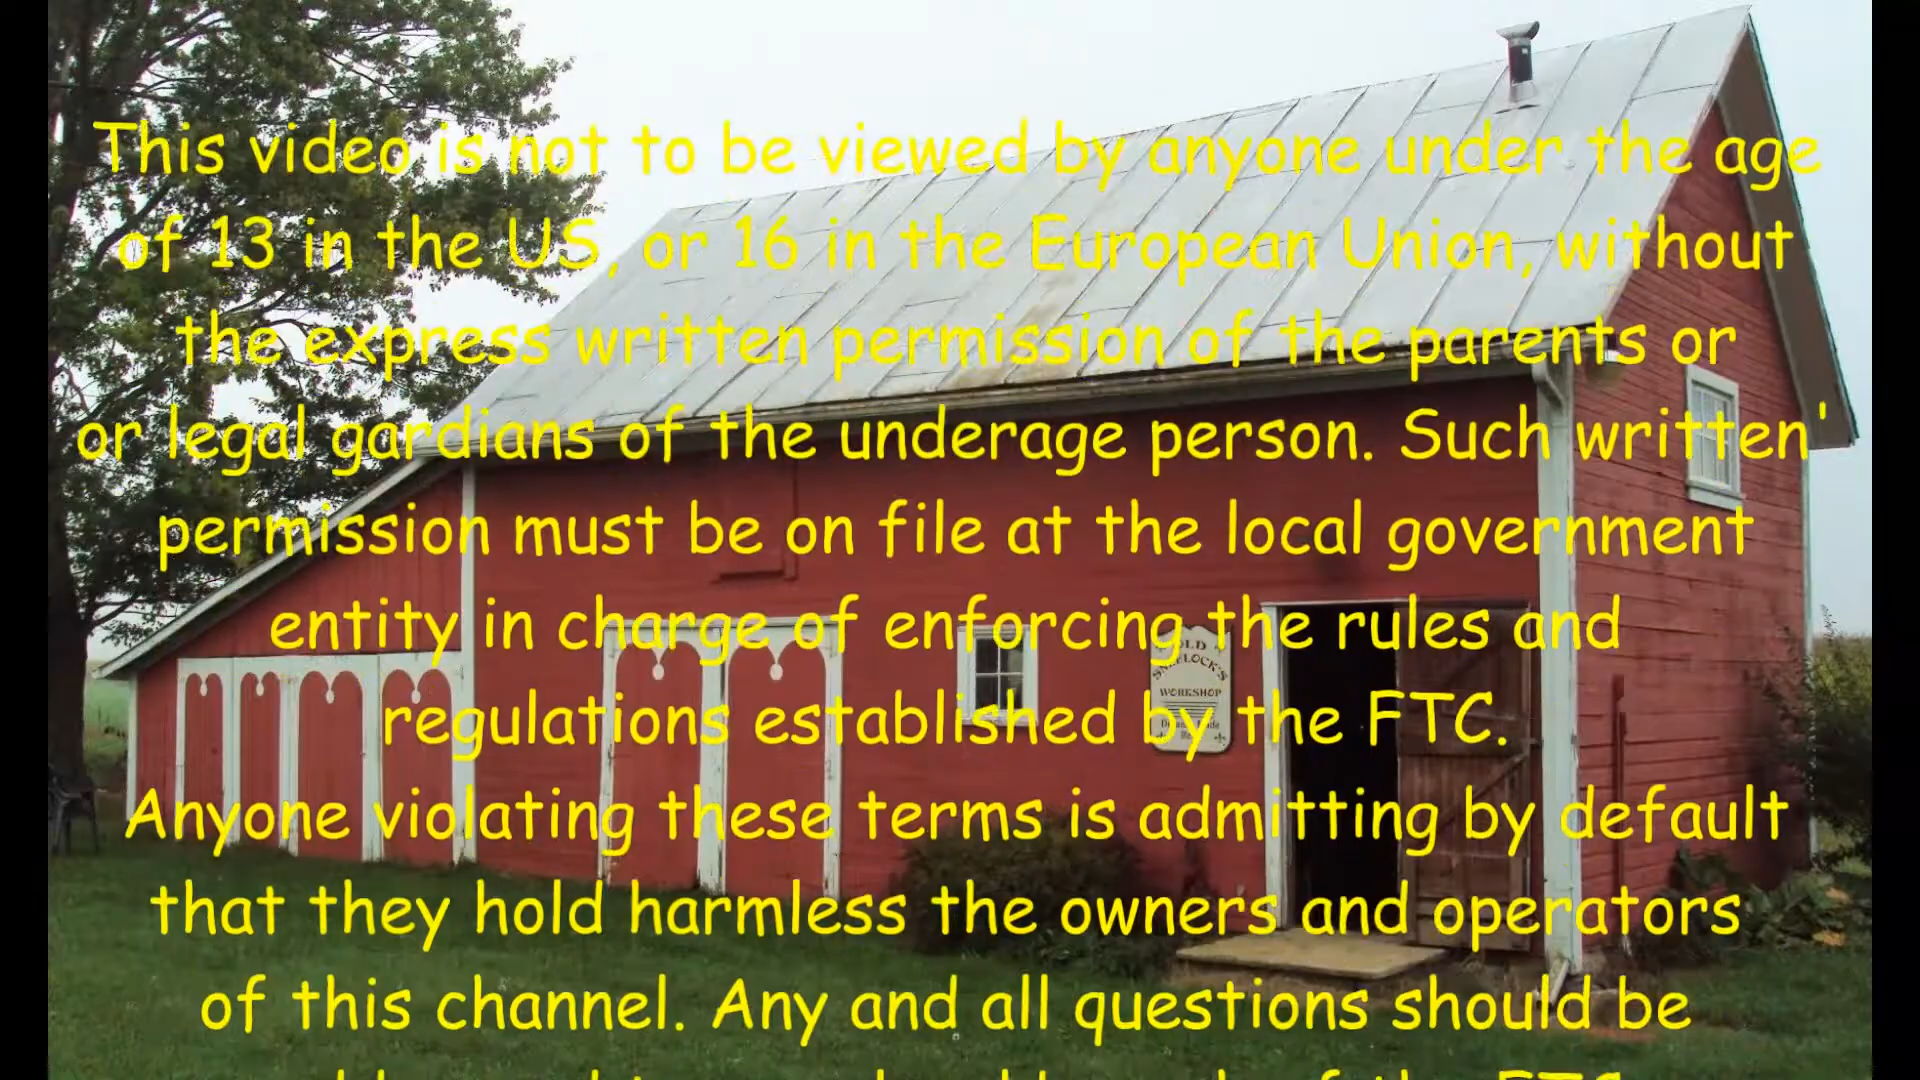 This video is not to be viewed by anyone under the age
of 13 in the US, or 16 in the European Union, without
the express written permission of the parents or
or legal gardians of the underage person. Such written'
permission must be on file at the local government
entity in charge of enforcing the rules and
regulations established by the FTC.
Anyone violating these terms is admitting by default
that they hold harmless the owners and operators
of this channel. Any and all questions should be
OLD
WORKSHOP